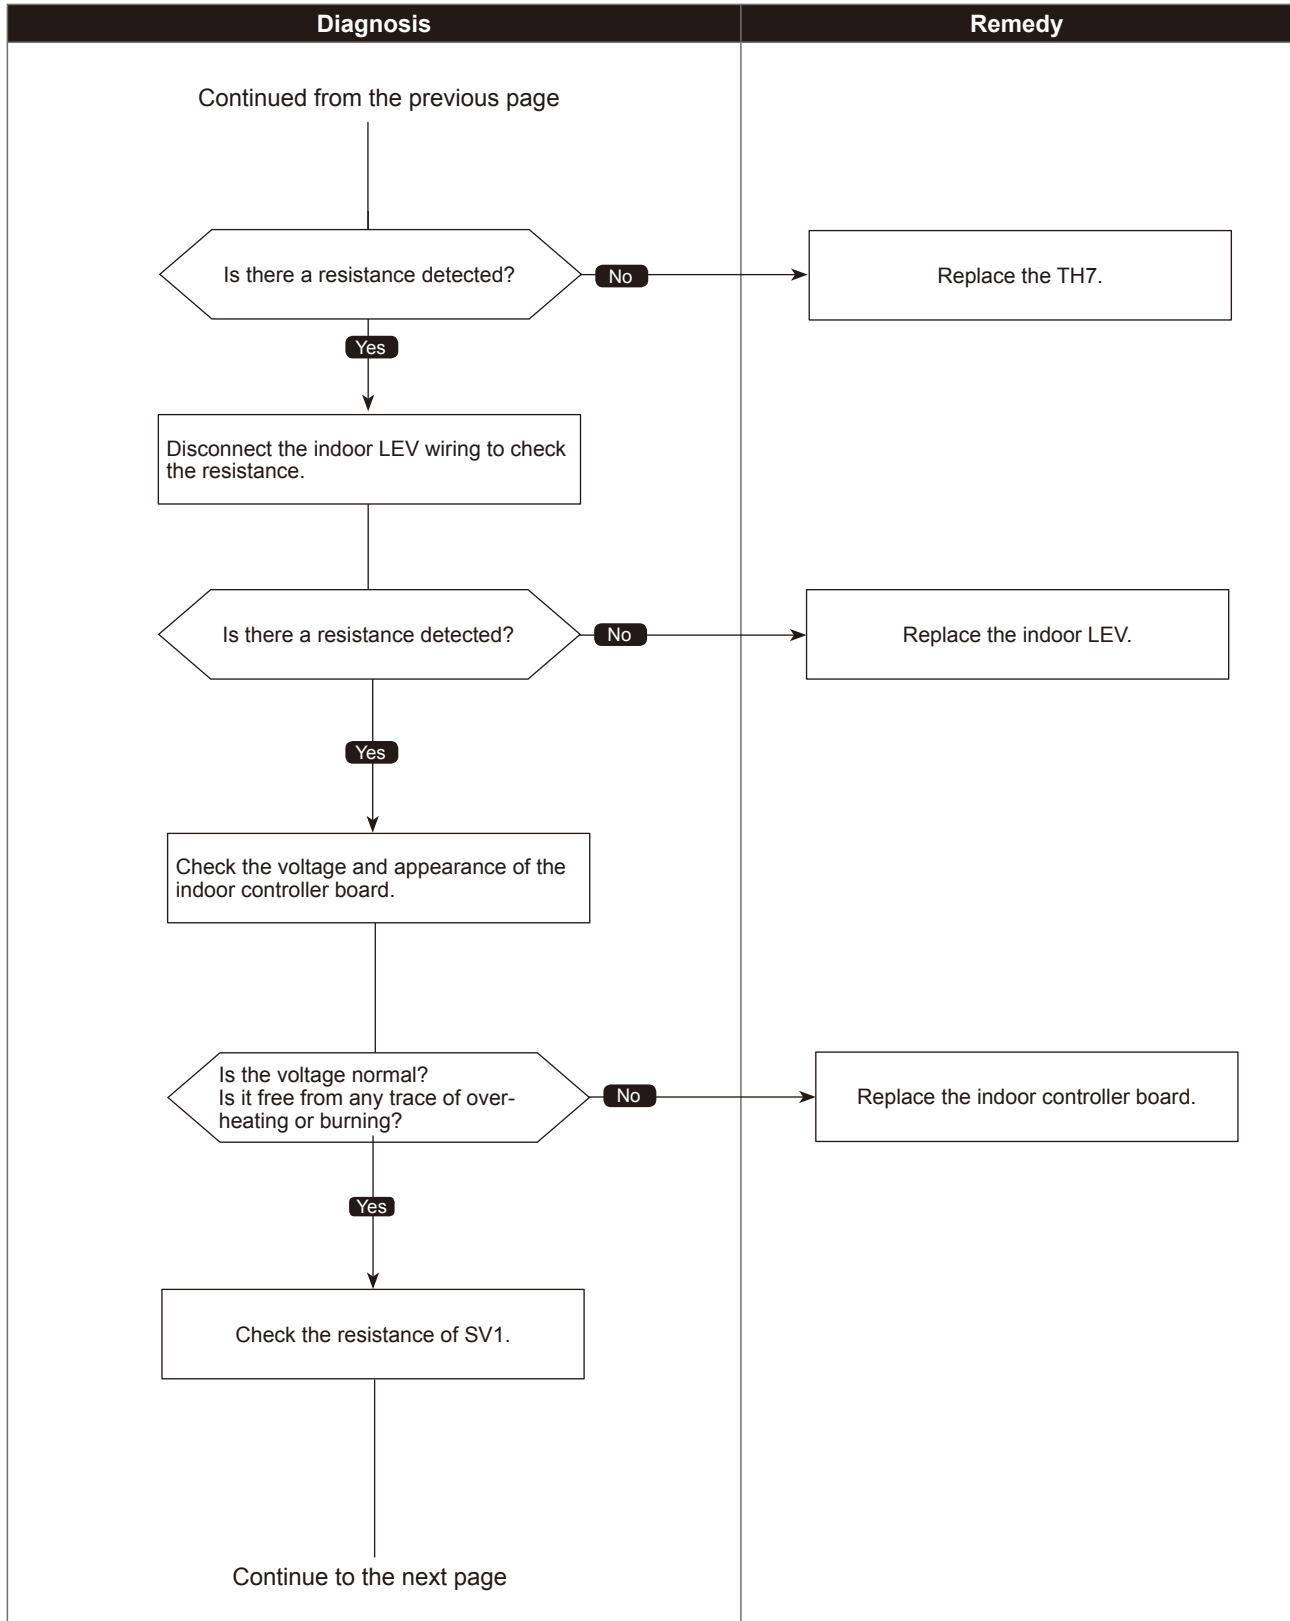 Diagnosis
Remedy
Continued from the previous page
Is there a resistance detected?
No
Replace the TH7.
Yes
Disconnect the indoor LEV wiring to check
the resistance.
Is there a resistance detected?
No
Replace the indoor LEV.
Yes
Check the voltage and appearance of the
indoor controller board.
Is the voltage normal?
Is it free from any trace of over-
heating or burning?
No
Replace the indoor controller board.
Yes
Check the resistance of SV1.
Continue to the next page